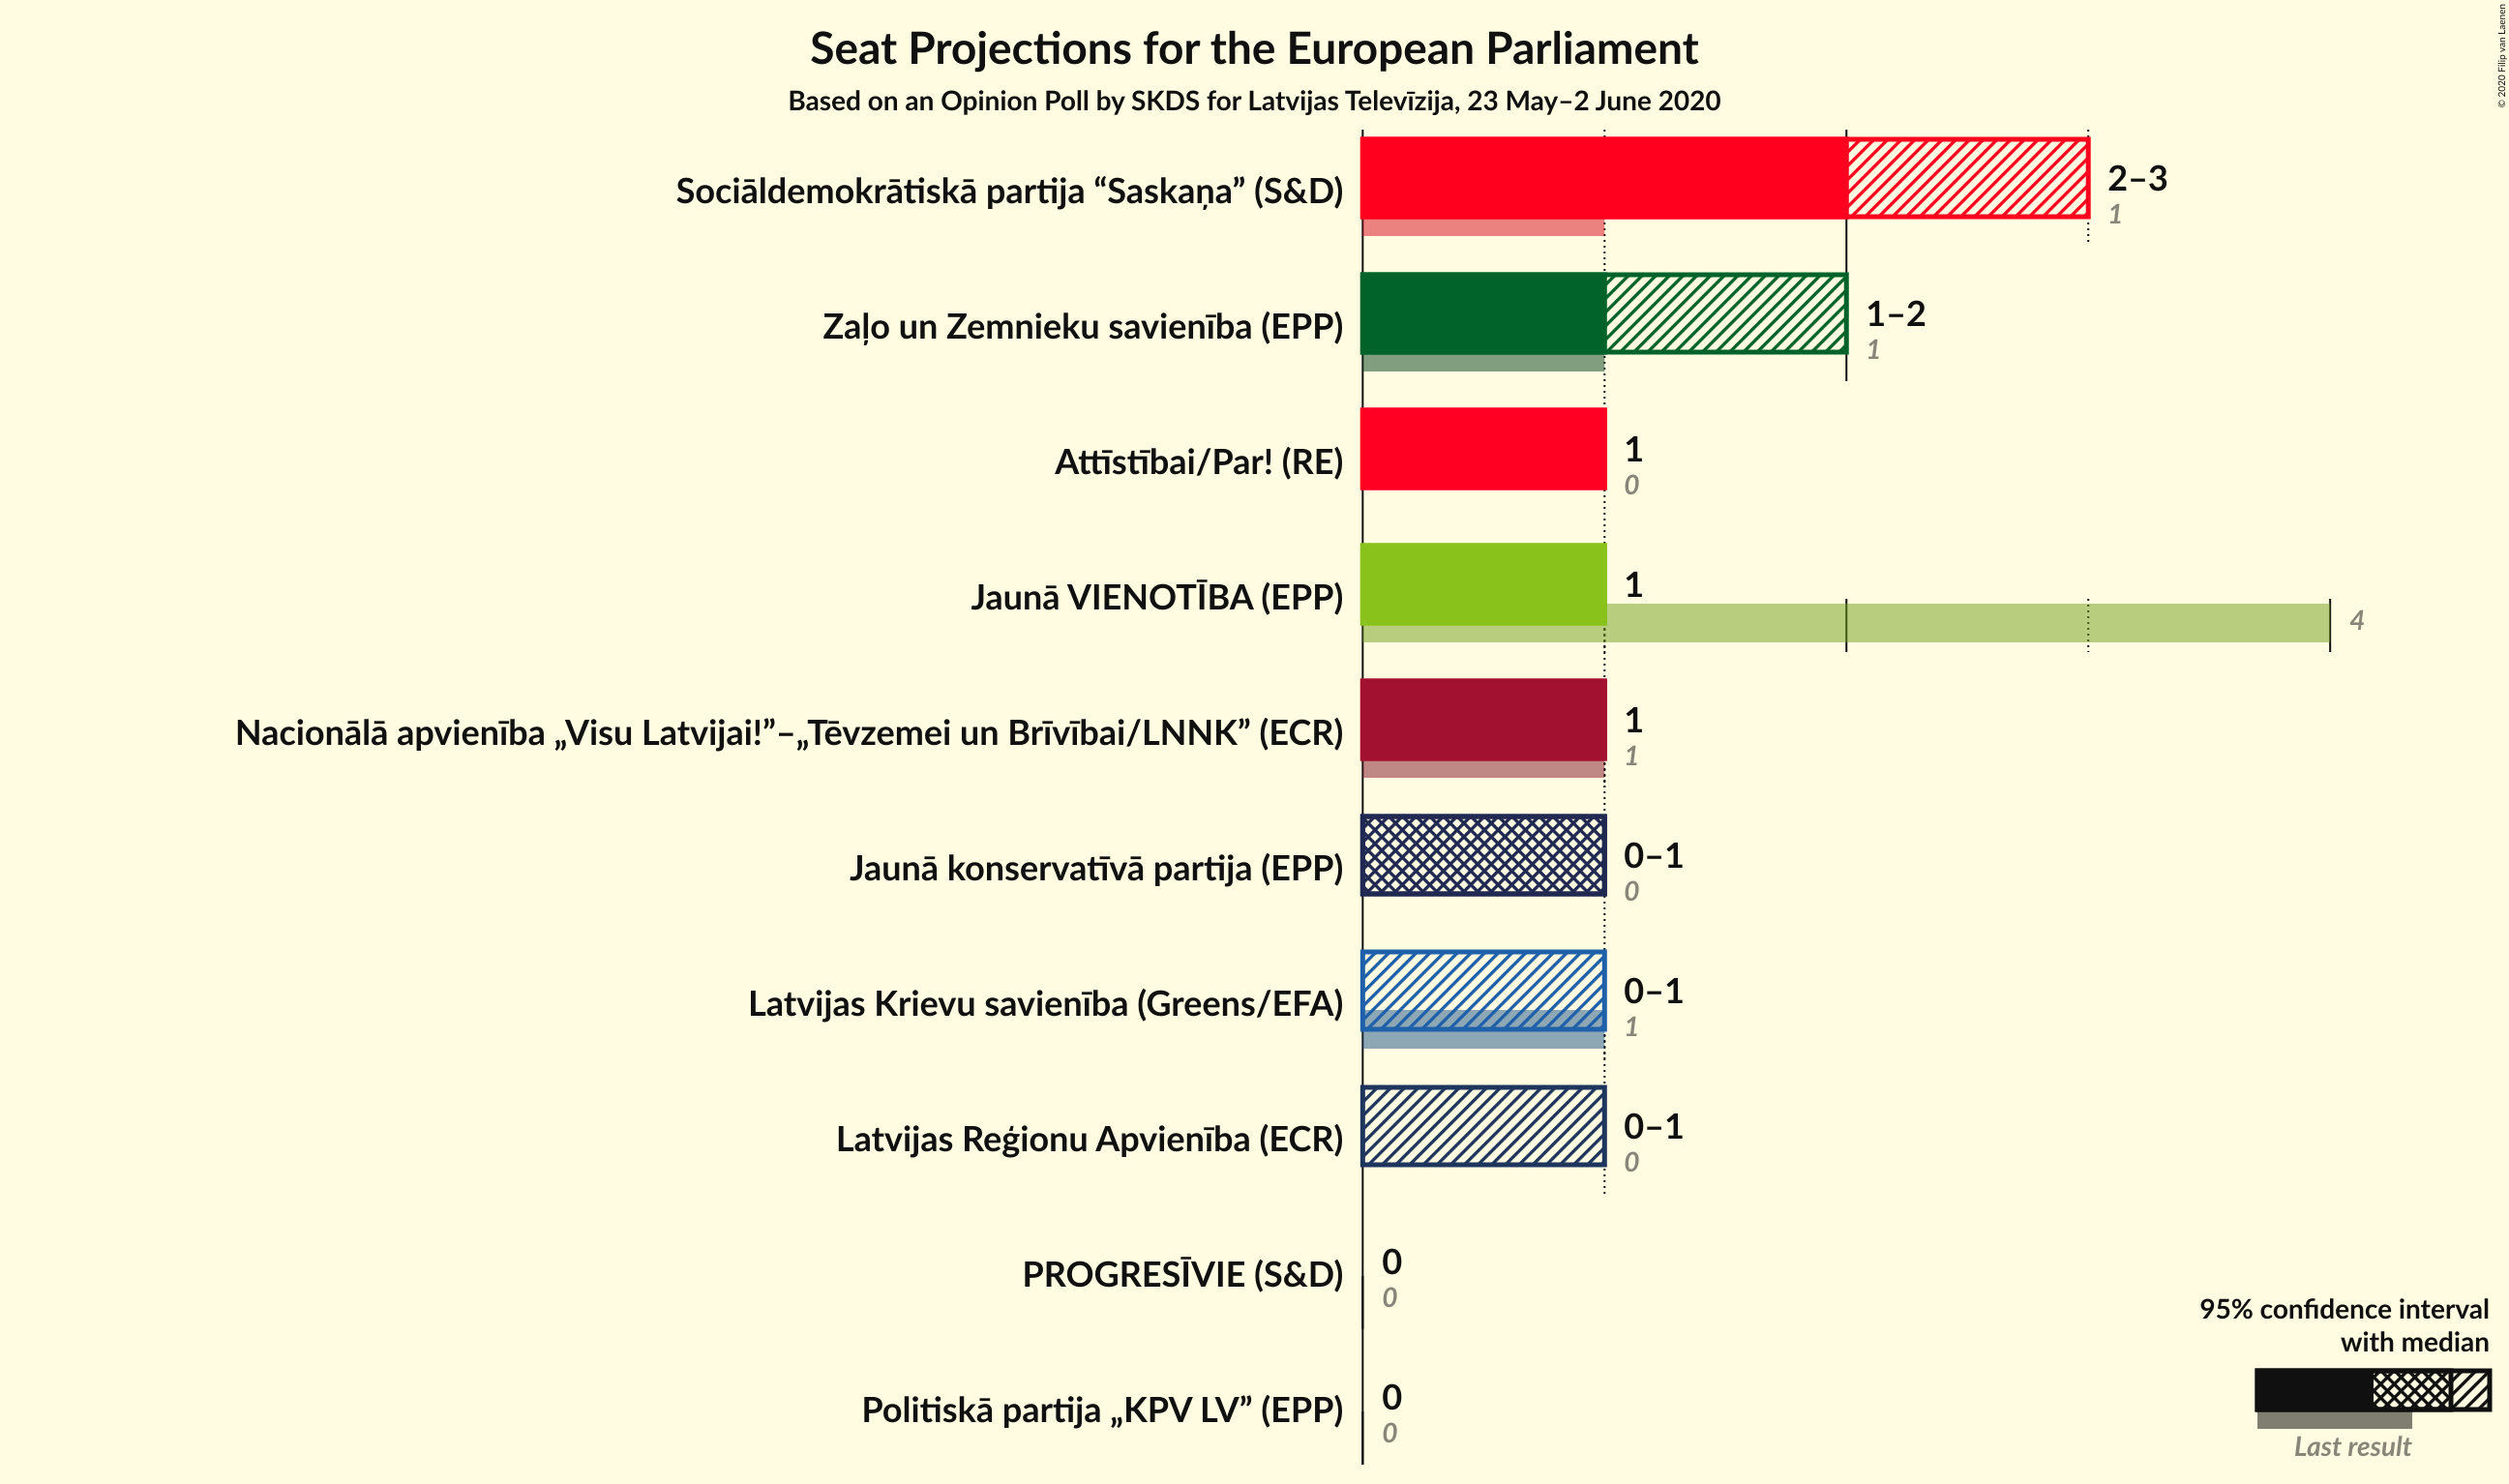 Seat Projections for the European Parliament
Based on an Opinion Poll by SKDS for Latvijas Televīzija, 23 May–2 June 2020
© 2020 Filip van Laenen
Sociāldemokrātiskā partija “Saskaņa” (S&D)
2–3
1
Zaļo un Zemnieku savienība (EPP)
1–2
1
Attīstībai/Par! (RE)
1
0
Jaunā VIENOTĪBA (EPP)
1
4
Nacionālā apvienība „Visu Latvijai!”–„Tēvzemei un Brīvībai/LNNK” (ECR)
1
1
Jaunā konservatīvā partija (EPP)
0–1
0
Latvijas Krievu savienība (Greens/EFA)
0–1
1
Latvijas Reģionu Apvienība (ECR)
0–1
0
PROGRESĪVIE (S&D)
0
0
Politiskā partija „KPV LV” (EPP)
0
0
95% confidence interval
with median
Last result